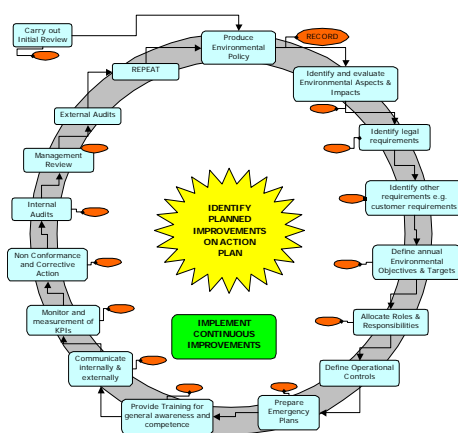 Carry out
Initial Review
Produce
Environmental
Policy
RECORD
Identify and evaluate
Environmental Aspects &
Impacts
Identify legal
requirements
Identify other
requirements e.g.
customer requirements
Define annual
Environmental
Objectives & Targets
Allocate Roles &
Responsibilities
Define Operational
Controls
Prepare
Emergency
Plans
Provide Training for
general awareness and
competence
Communicate
internally &
externally
Monitor and
measurement of
KPIs
Non Conformance
and Corrective
Action
Internal
Audits
Management
Review
External Audits
REPEAT
IDENTIFY
PLANNED
IMPROVEMENTS
ON ACTION
PLAN
IMPLEMENT
CONTINUOUS
IMPROVEMENTS